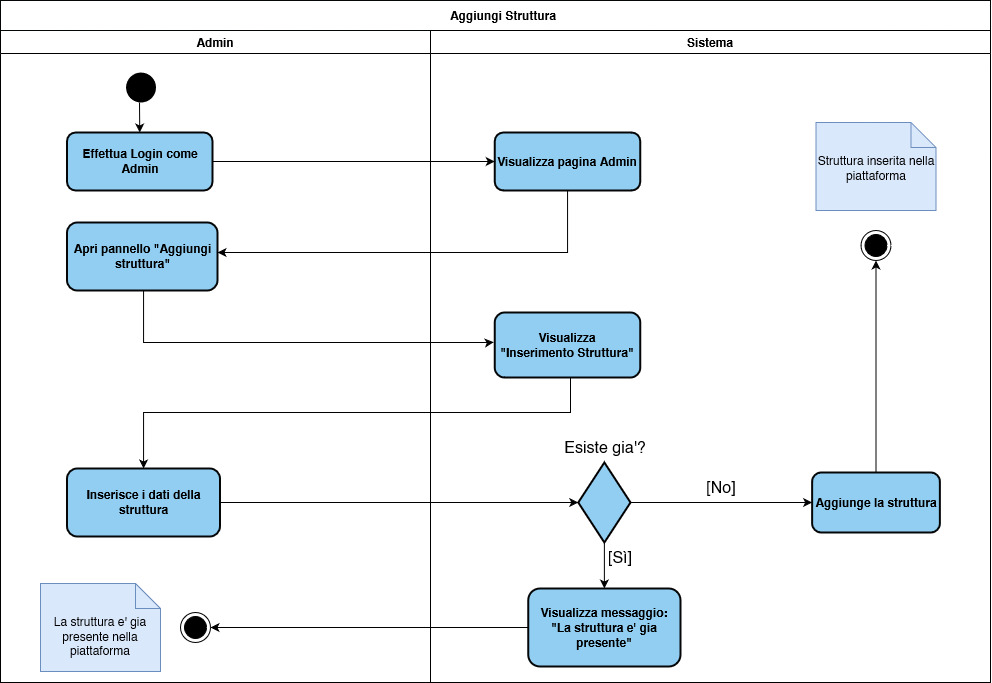 Aggiungi Struttura
Admin
Sistema
Effettua Login come
Admin
Visualizza pagina Admin
Struttura inserita nella
piattaforma
Apri pannello "Aggiungi
struttura"
Visualizza
"Inserimento Struttura"
Esiste gia'?
Inserisce i dati della
struttura
[No]
Aggiunge la struttura
[Sì]
La struttura e' gia
presente nella
piattaforma
Visualizza messaggio:
"La struttura e' gia
presente"